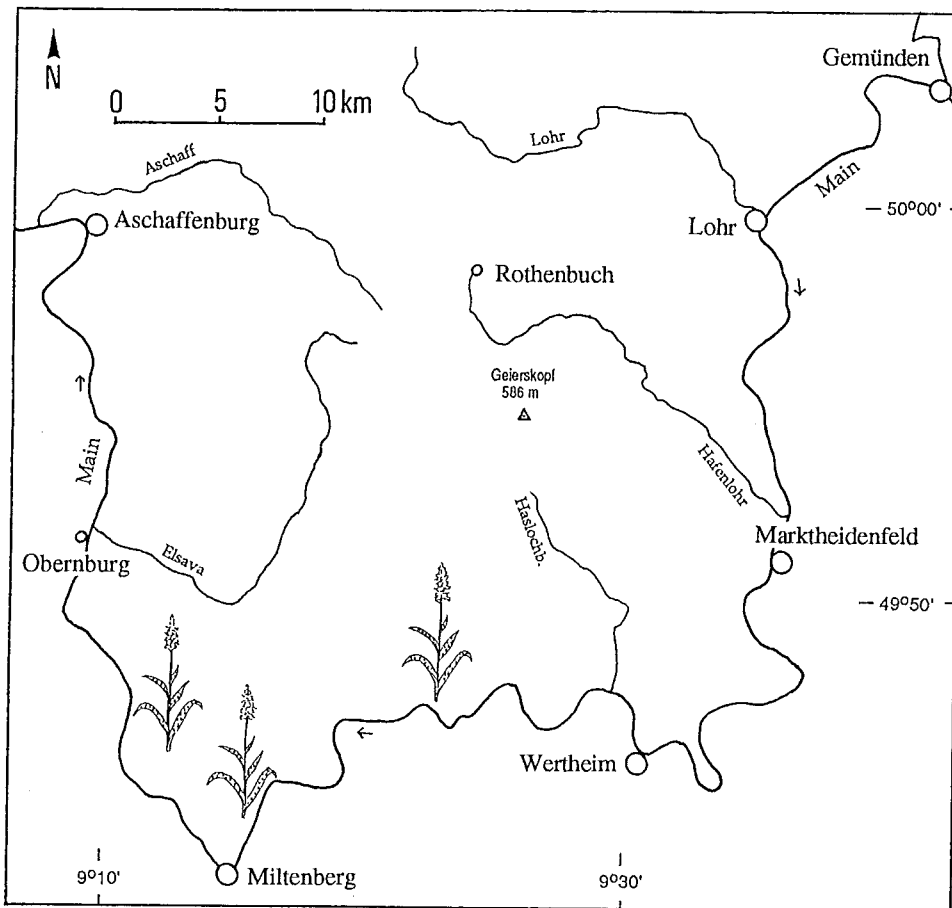 Gemünden
N
0 5 10 km
Lohr
Main
Aschaff
50°00'
Aschaffenburg
Lohr
Rothenbuch
Geierskopf
586 m
Main
Hafenlohr
Haslochb.
Marktheidenfeld
Elsava
Obernburg
49°50'
Wertheim
9°10'
9°30'
Miltenberg